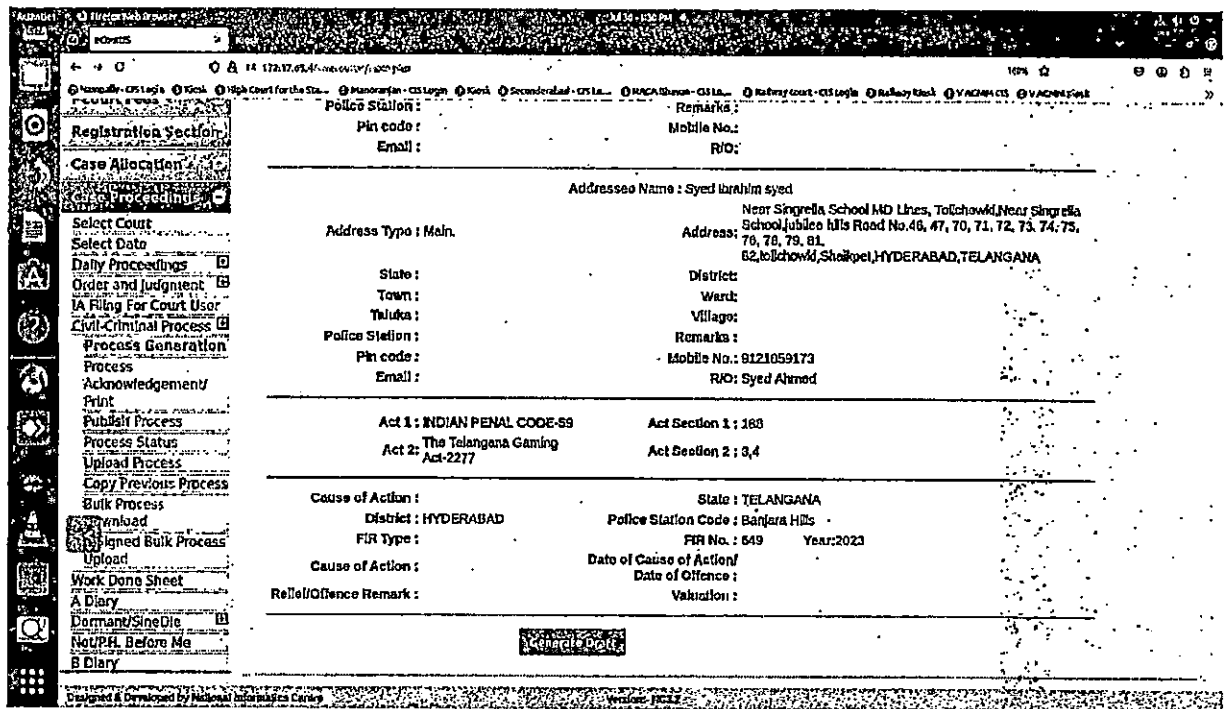 Firefox Web Browser
Registration Section
Case Allocation
Case Proceedings
Select Court
Select Date
Daily Proceedings
Order and Judgment
IA Filing For Court User
Civil-Criminal Process
Process Generation
Process
Acknowledgement/
Print
Publish Process
Process Status
Upload Process
Copy Previous Process
Bulk Process
Upload
Work Done Sheet
A Diary
Dormant/SineDie
Not/P.H. Before Me
B Diary
Police Station :
Remarks :
Pin code :
Mobile No.:
Email :
R/O:
Addressee Name : Syed Ibrahim syed
Address Type : Main.
Address:
Near Singrella School MD Lines, Tolichowki,Near Singrella
School,jubilee hills Road No.46, 47, 70, 71, 72, 73, 74, 75,
76, 78, 79, 81,
82,tolichowki,Shaikpet,HYDERABAD,TELANGANA
State :
District:
Town :
Ward:
Taluka :
Village:
Police Station :
Remarks :
Pin code :
Mobile No.: 9121059173
Email :
R/O: Syed Ahmed
Act 1 : INDIAN PENAL CODE-59
Act Section 1 : 188
Act 2: The Telangana Gaming
Act-2277
Act Section 2 : 3,4
Cause of Action :
State : TELANGANA
District : HYDERABAD
Police Station Code : Banjara Hills
FIR Type :
FIR No. : 649 Year:2023
Cause of Action :
Date of Cause of Action/
Date of Offence :
Relief/Offence Remark :
Valuation :
Generate Draft
Designed & Developed by National Informatics Centre